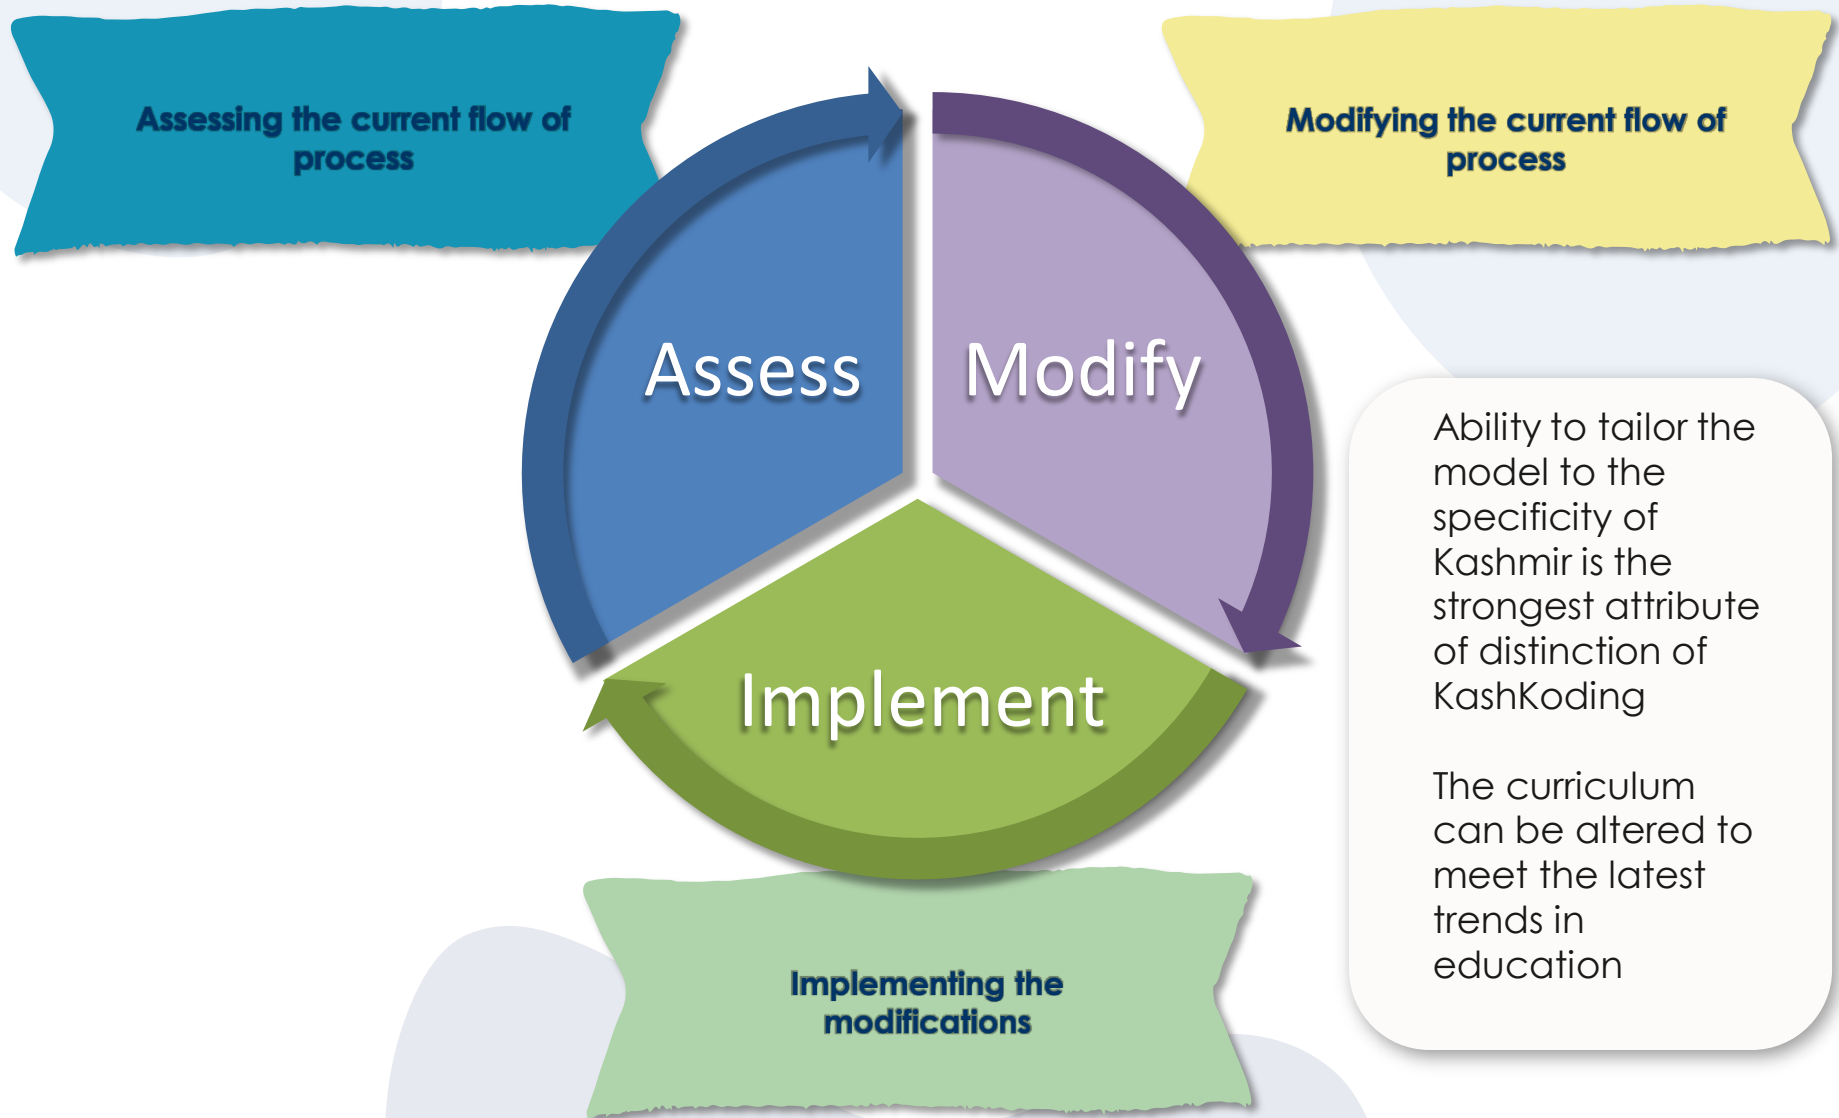 Assessing the current flow of
process
Modifying the current flow of
process
Assess
Modify
Implement
Implementing the
modifications
Ability to tailor the
model to the
specificity of
Kashmir is the
strongest attribute
of distinction of
KashKoding
The curriculum
can be altered to
meet the latest
trends in
education